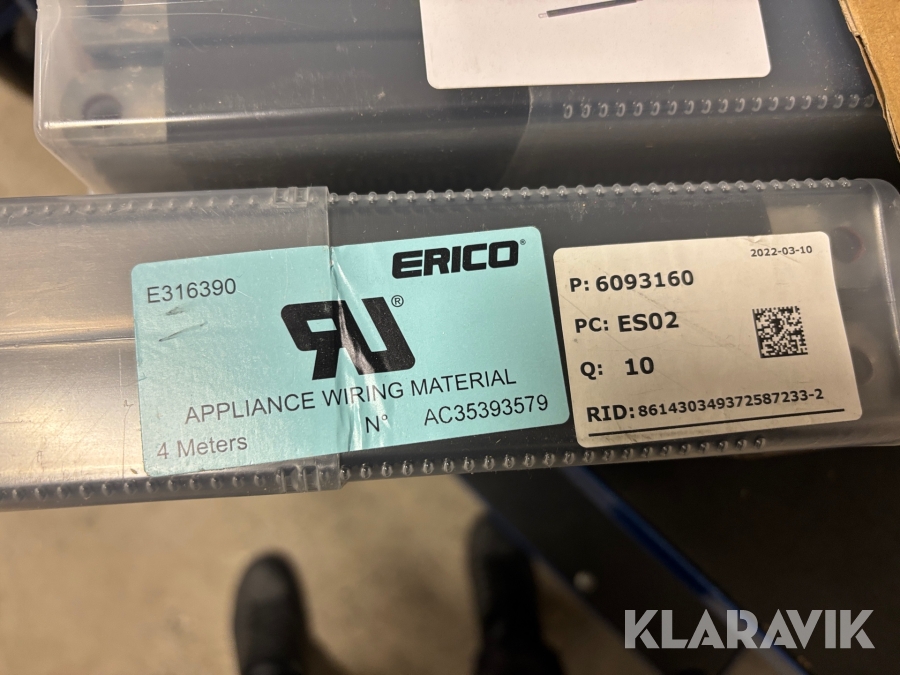 E316390
ERICO®
RU®
APPLIANCE WIRING MATERIAL
4 Meters
N° AC35393579
2022-03-10
P: 6093160
PC: ES02
Q: 10
RID: 861430349372587233-2
KLARAVIK